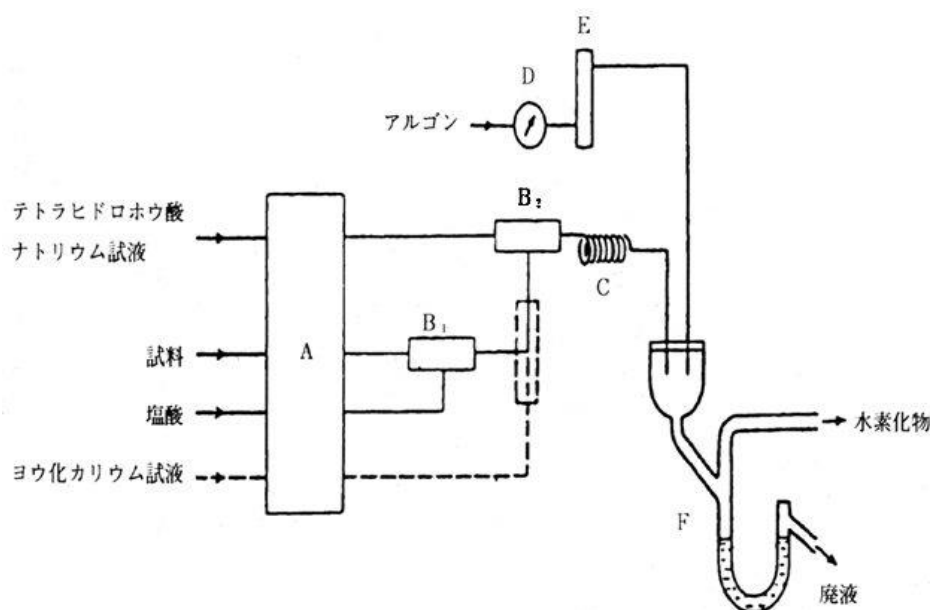 E
D
アルゴン
B₂
テトラヒドロホウ酸
ナトリウム試液
C
B₁
試料
A
塩酸
水素化物
ヨウ化カリウム試液
F
廃液